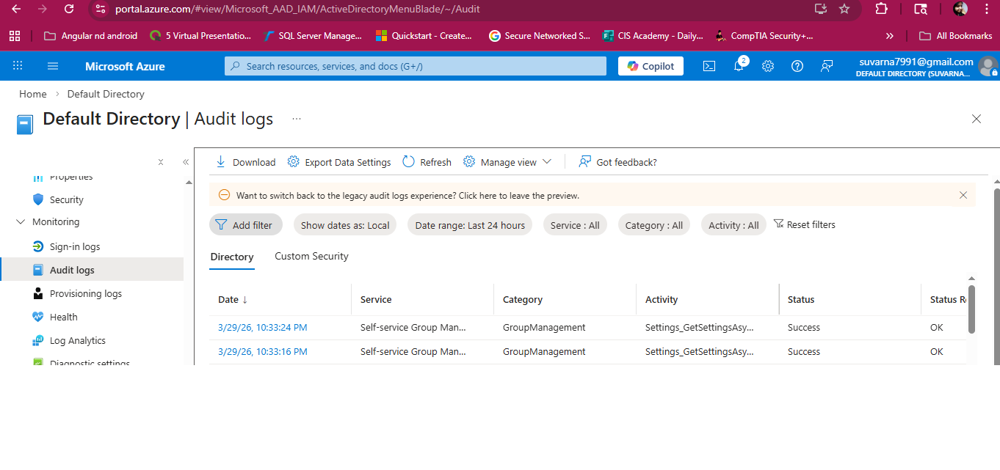 portal.azure.com/#view/Microsoft_AAD_IAM/ActiveDirectoryMenuBlade/~/Audit
Angular nd android 5 Virtual Presentatio... SQL Server Manage... Quickstart - Create... Secure Networked S... CIS Academy - Daily... CompTIA Security+... » All Bookmarks
Microsoft Azure Search resources, services, and docs (G+/) Copilot 2 suvarna7991@gmail.com
DEFAULT DIRECTORY (SUVARNA...
Home > Default Directory
Default Directory | Audit logs ...
Download Export Data Settings Refresh Manage view Got feedback?
Properties
Security
Monitoring
Sign-in logs
Audit logs
Provisioning logs
Health
Log Analytics
Diagnostic settings
Want to switch back to the legacy audit logs experience? Click here to leave the preview.
Add filter Show dates as: Local Date range: Last 24 hours Service : All Category : All Activity : All Reset filters
Directory Custom Security
Date ↓ Service Category Activity Status Status R
3/29/26, 10:33:24 PM Self-service Group Man... GroupManagement Settings_GetSettingsAsy... Success OK
3/29/26, 10:33:16 PM Self-service Group Man... GroupManagement Settings_GetSettingsAsy... Success OK